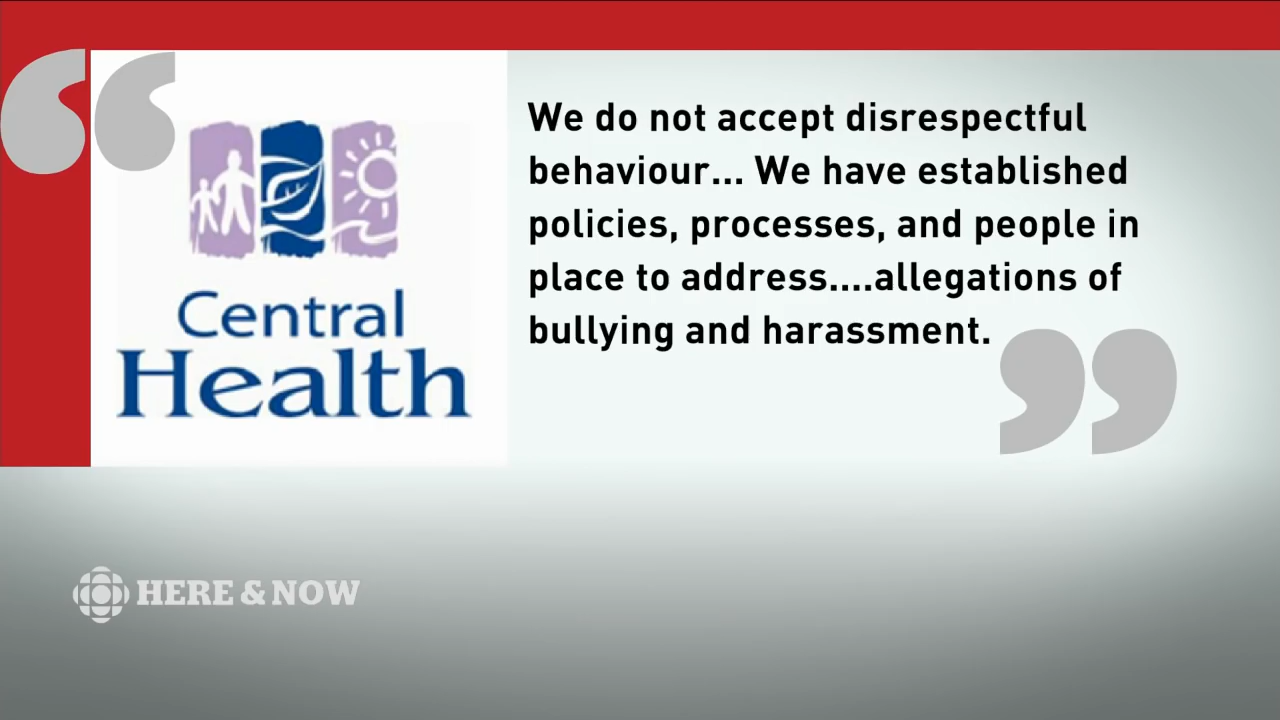 Central
Health
We do not accept disrespectful
behaviour... We have established
policies, processes, and people in
place to address....allegations of
bullying and harassment.
HERE & NOW